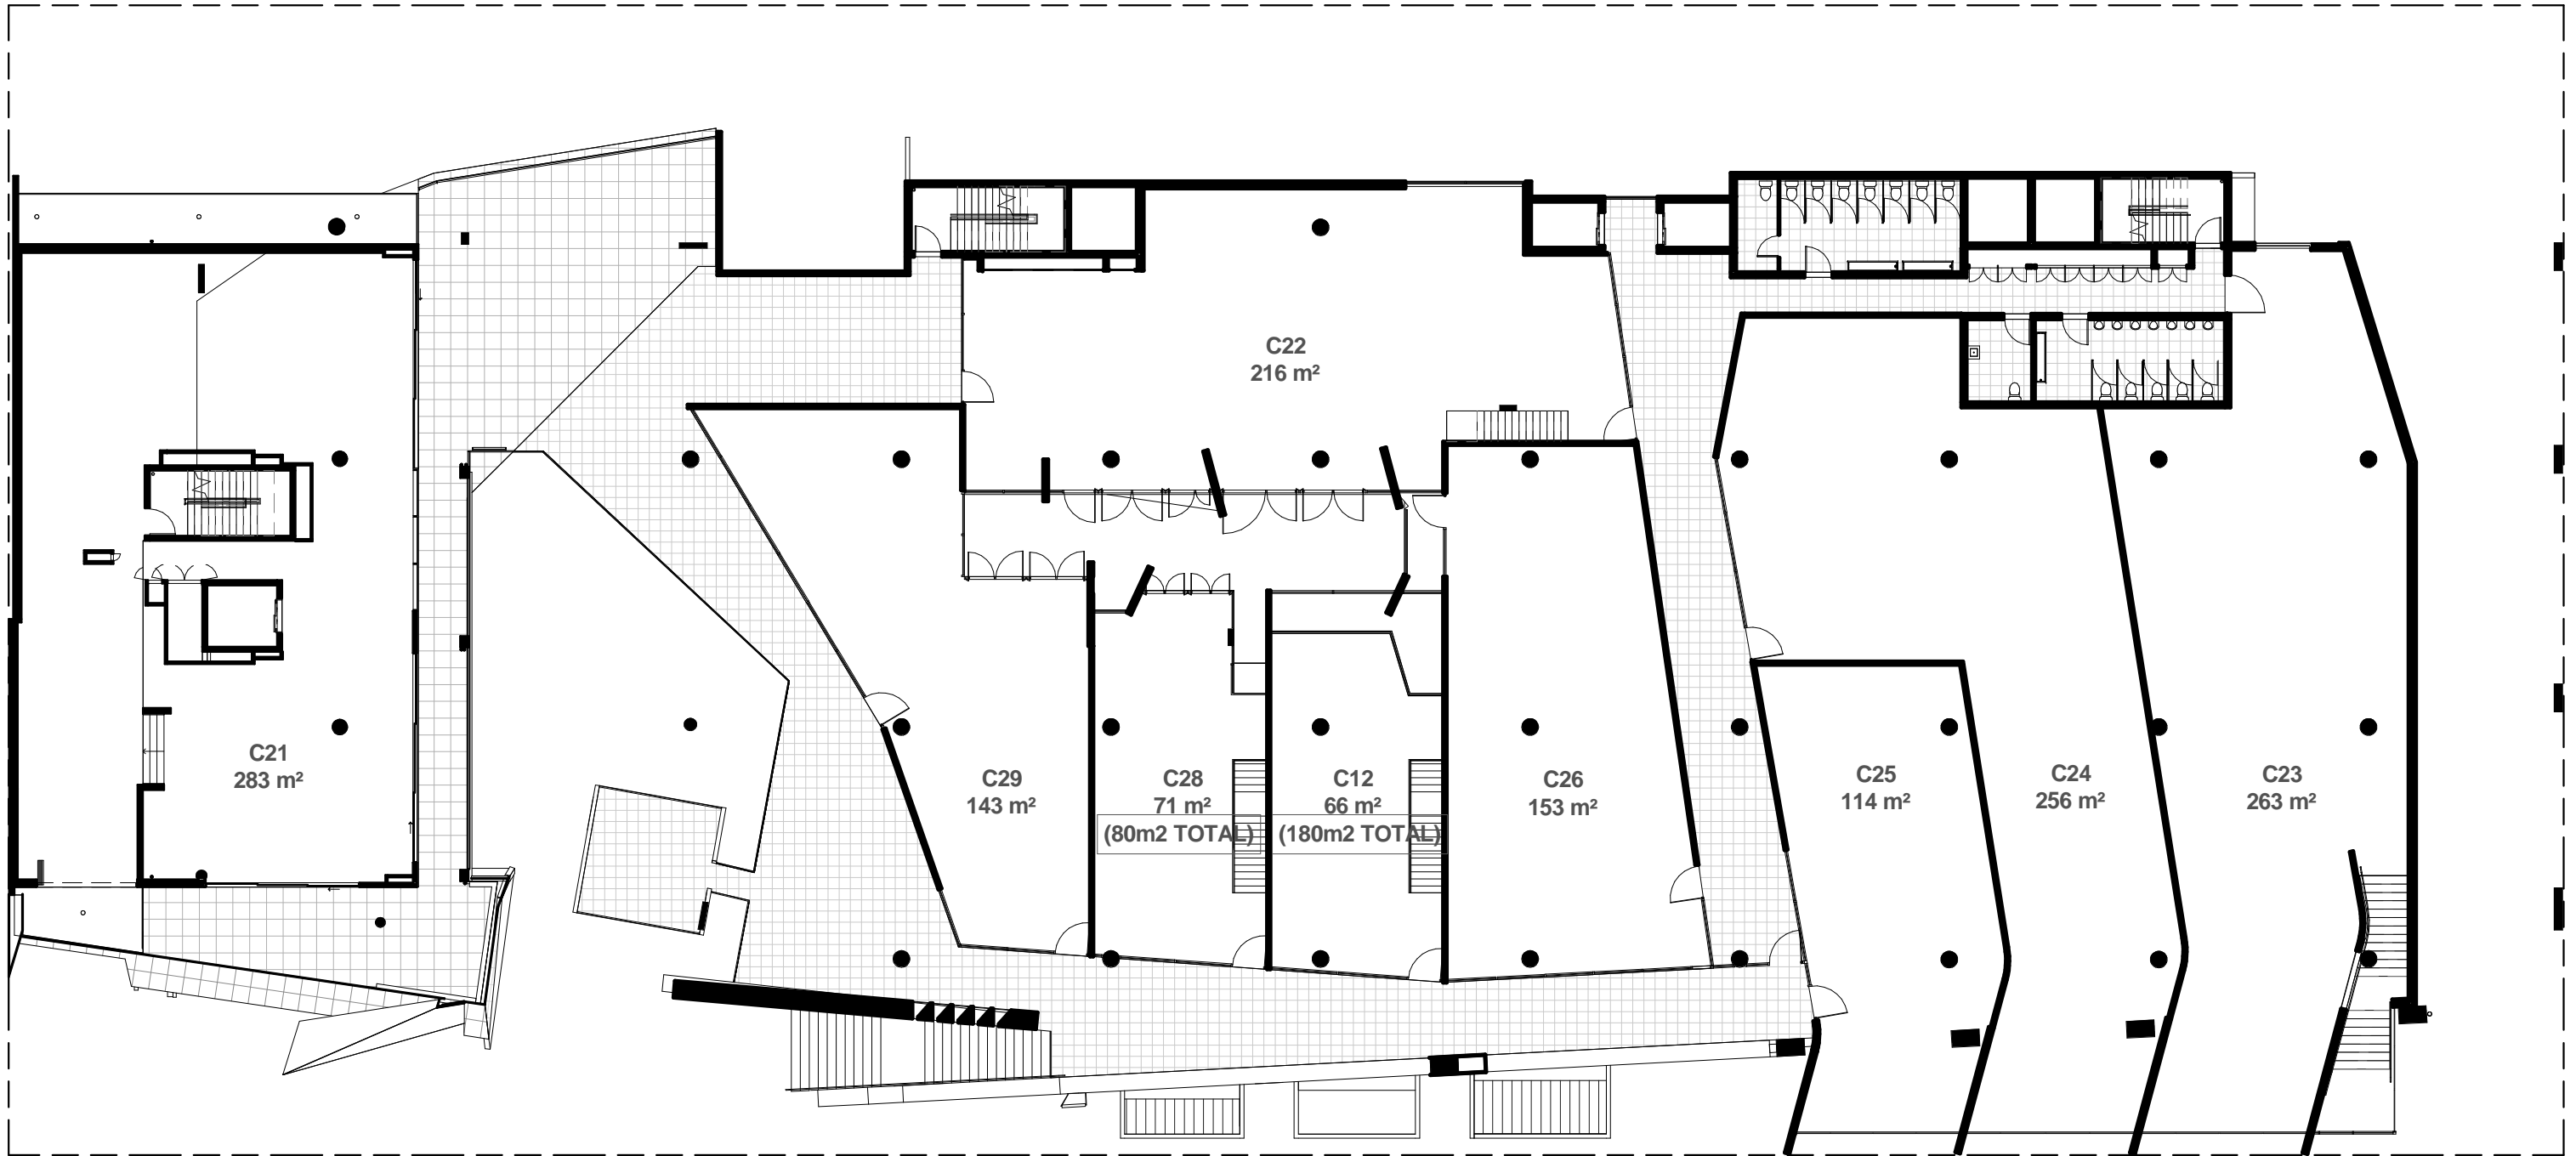 C22
216 m²
C21
283 m²
C29
143 m²
C28
71 m²
(80m2 TOTAL)
C12
66 m²
(180m2 TOTAL)
C26
153 m²
C25
114 m²
C24
256 m²
C23
263 m²